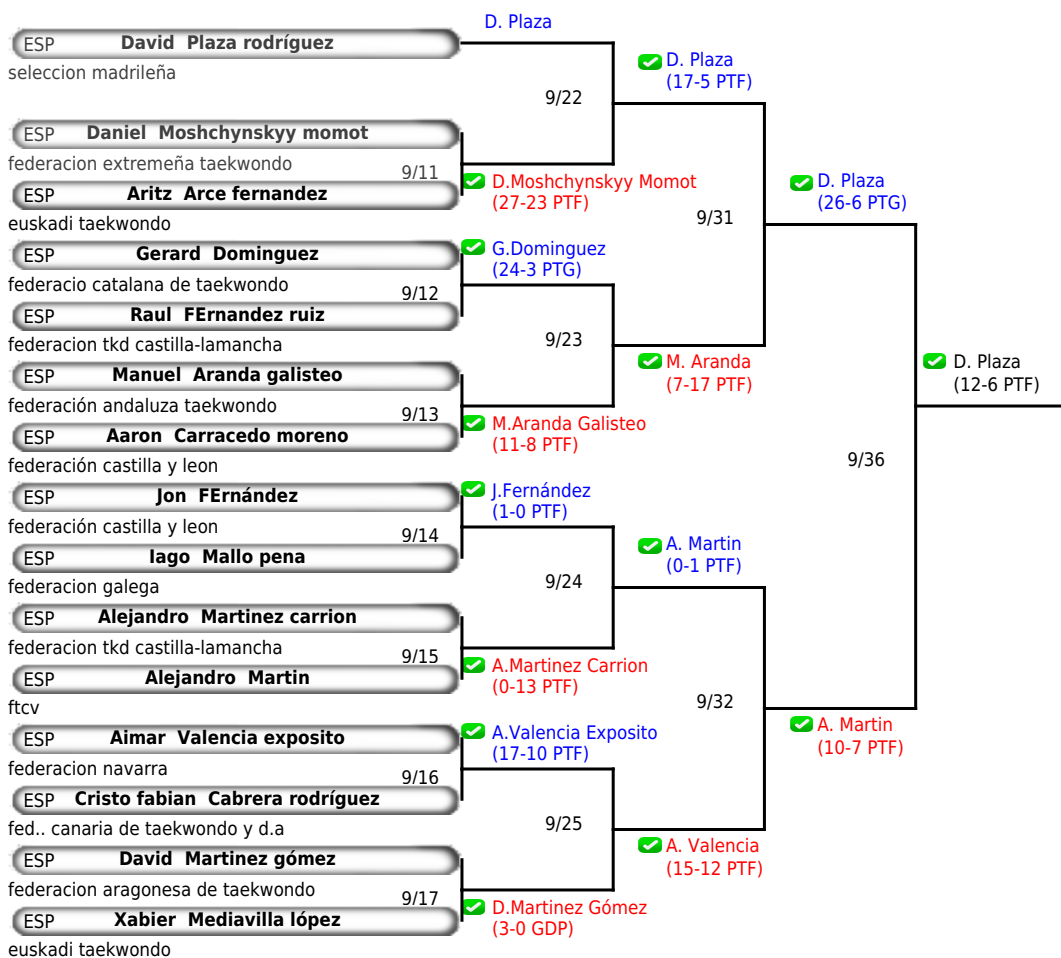 D. Plaza
ESP David Plaza rodríguez
seleccion madrileña
D. Plaza
(17-5 PTF)
9/22
ESP Daniel Moshchynskyy momot
federacion extremeña taekwondo
9/11
D.Moshchynskyy Momot
(27-23 PTF)
ESP Aritz Arce fernandez
euskadi taekwondo
D. Plaza
(26-6 PTG)
9/31
ESP Gerard Dominguez
federacio catalana de taekwondo
G.Dominguez
(24-3 PTG)
9/12
ESP Raul FErnandez ruiz
federacion tkd castilla-lamancha
9/23
M. Aranda
(7-17 PTF)
ESP Manuel Aranda galisteo
federación andaluza taekwondo
9/13
M.Aranda Galisteo
(11-8 PTF)
ESP Aaron Carracedo moreno
federación castilla y leon
D. Plaza
(12-6 PTF)
9/36
ESP Jon FErnández
federación castilla y leon
J.Fernández
(1-0 PTF)
9/14
ESP Iago Mallo pena
federacion galega
A. Martin
(0-1 PTF)
9/24
ESP Alejandro Martinez carrion
federacion tkd castilla-lamancha
9/15
A.Martinez Carrion
(0-13 PTF)
ESP Alejandro Martin
ftcv
9/32
A. Martin
(10-7 PTF)
ESP Aimar Valencia exposito
federacion navarra
A.Valencia Exposito
(17-10 PTF)
9/16
ESP Cristo fabian Cabrera rodríguez
fed.. canaria de taekwondo y d.a
9/25
A. Valencia
(15-12 PTF)
ESP David Martinez gómez
federacion aragonesa de taekwondo
9/17
D.Martinez Gómez
(3-0 GDP)
ESP Xabier Mediavilla lópez
euskadi taekwondo